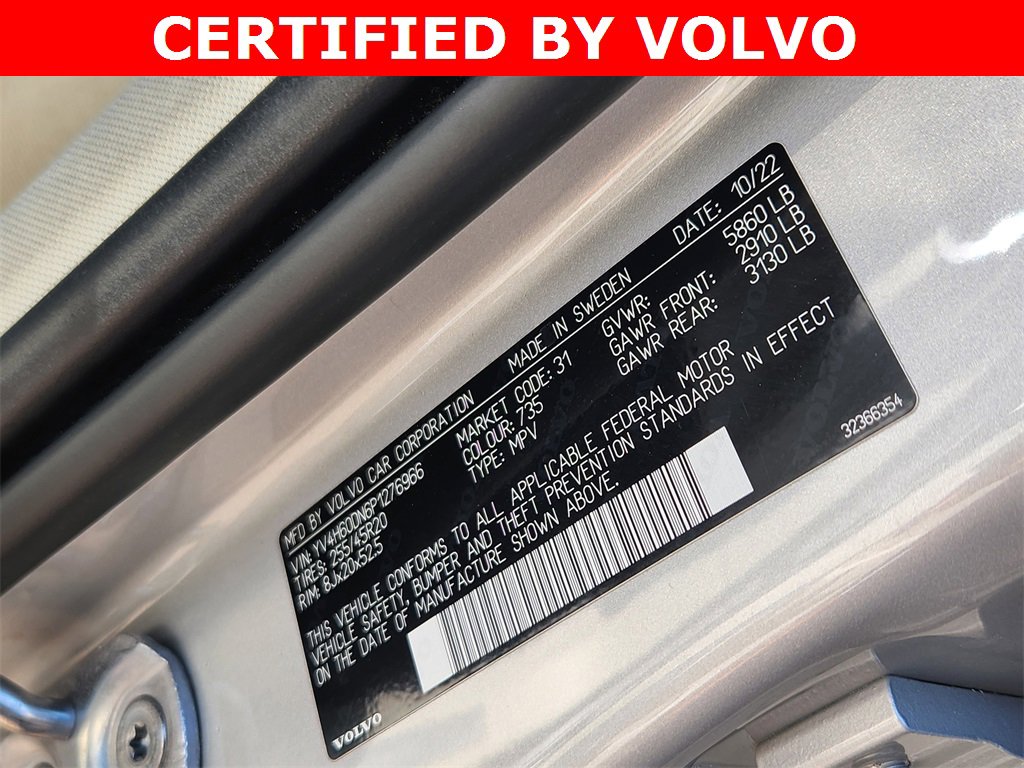 CERTIFIED BY VOLVO
MFD BY VOLVO CAR CORPORATION MADE IN SWEDEN DATE: 10/22
VIN: YV4H60DN6P1276966 MARKET CODE: 31 GVWR: 5860 LB
TIRES: 255/45R20 COLOUR: 735 GAWR FRONT: 2910 LB
RIM: 8Jx20x52.5 TYPE: MPV GAWR REAR: 3130 LB
THIS VEHICLE CONFORMS TO ALL APPLICABLE FEDERAL MOTOR
VEHICLE SAFETY, BUMPER AND THEFT PREVENTION STANDARDS IN EFFECT
ON THE DATE OF MANUFACTURE SHOWN ABOVE.
VOLVO 32366354